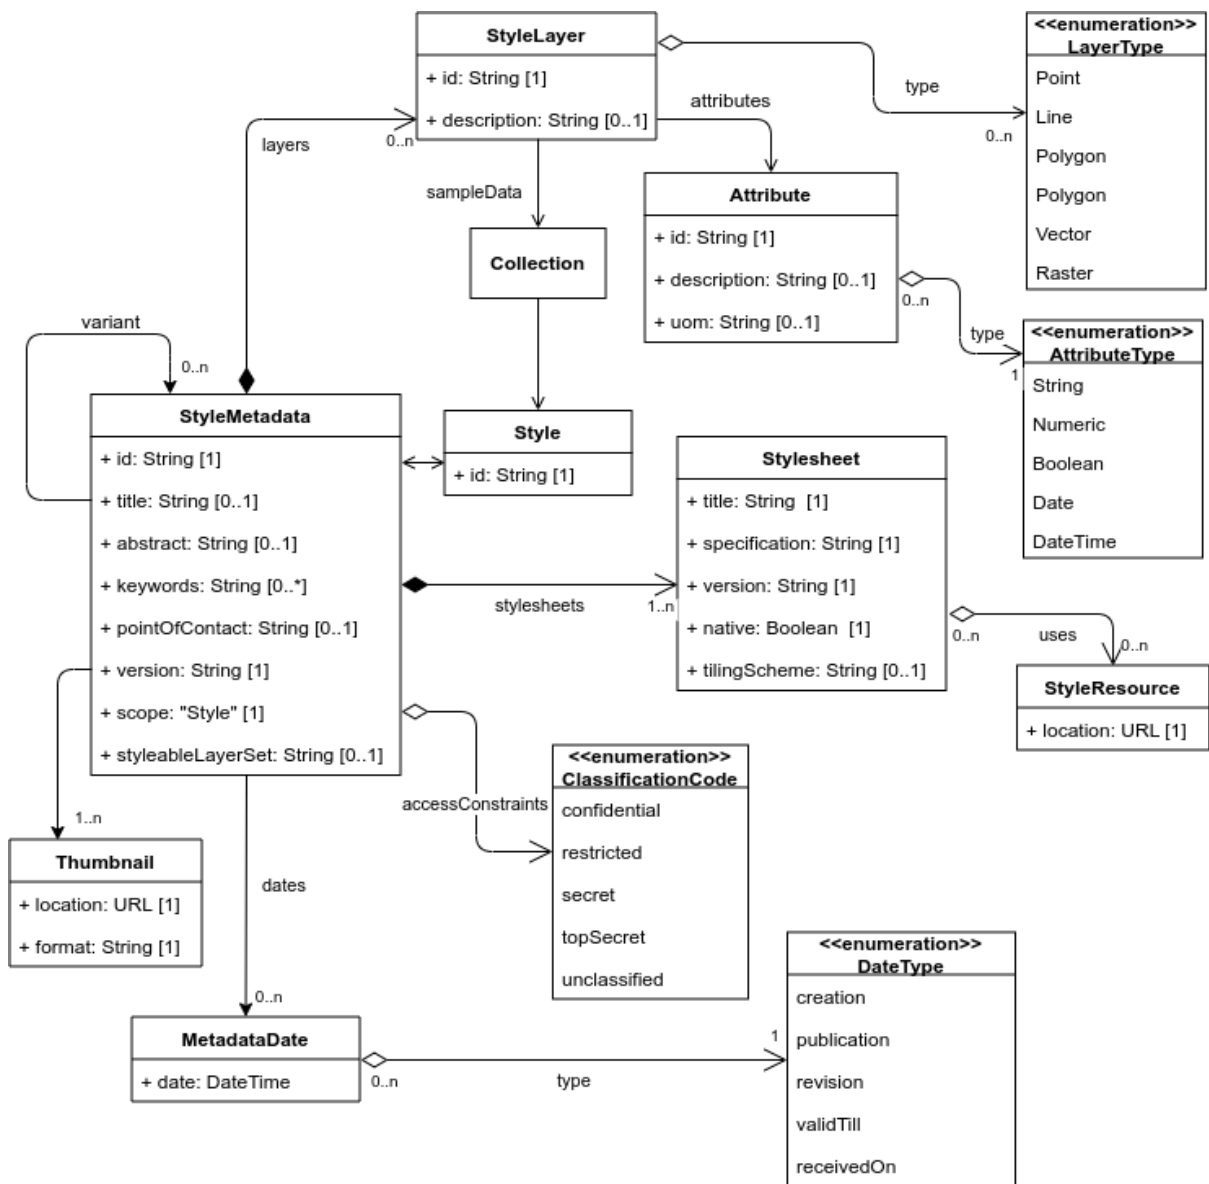 StyleLayer
+ id: String [1]
+ description: String [0..1]
<<enumeration>>
LayerType
Point
Line
Polygon
Polygon
Vector
Raster
type
0..n
attributes
layers
0..n
sampleData
Attribute
+ id: String [1]
+ description: String [0..1]
+ uom: String [0..1]
0..n
type
1
Collection
<<enumeration>>
AttributeType
String
Numeric
Boolean
Date
DateTime
variant
0..n
StyleMetadata
+ id: String [1]
+ title: String [0..1]
+ abstract: String [0..1]
+ keywords: String [0..*]
+ pointOfContact: String [0..1]
+ version: String [1]
+ scope: "Style" [1]
+ styleableLayerSet: String [0..1]
Style
+ id: String [1]
Stylesheet
+ title: String [1]
+ specification: String [1]
+ version: String [1]
+ native: Boolean [1]
+ tilingScheme: String [0..1]
stylesheets
1..n
0..n
uses
0..n
StyleResource
+ location: URL [1]
<<enumeration>>
ClassificationCode
confidential
restricted
secret
topSecret
unclassified
accessConstraints
1..n
Thumbnail
+ location: URL [1]
+ format: String [1]
dates
0..n
MetadataDate
+ date: DateTime
0..n
type
1
<<enumeration>>
DateType
creation
publication
revision
validTill
receivedOn